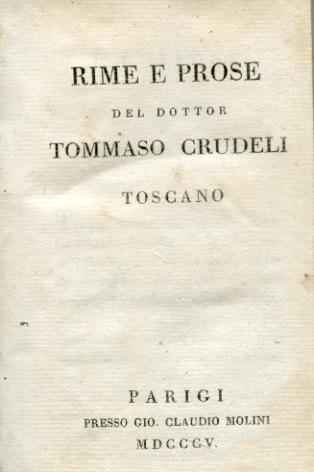 RIME E PROSE
DEL DOTTOR
TOMMASO CRUDELI
TOSCANO
PARIGI
PRESSO GIO. CLAUDIO MOLINI
MDCCCV.